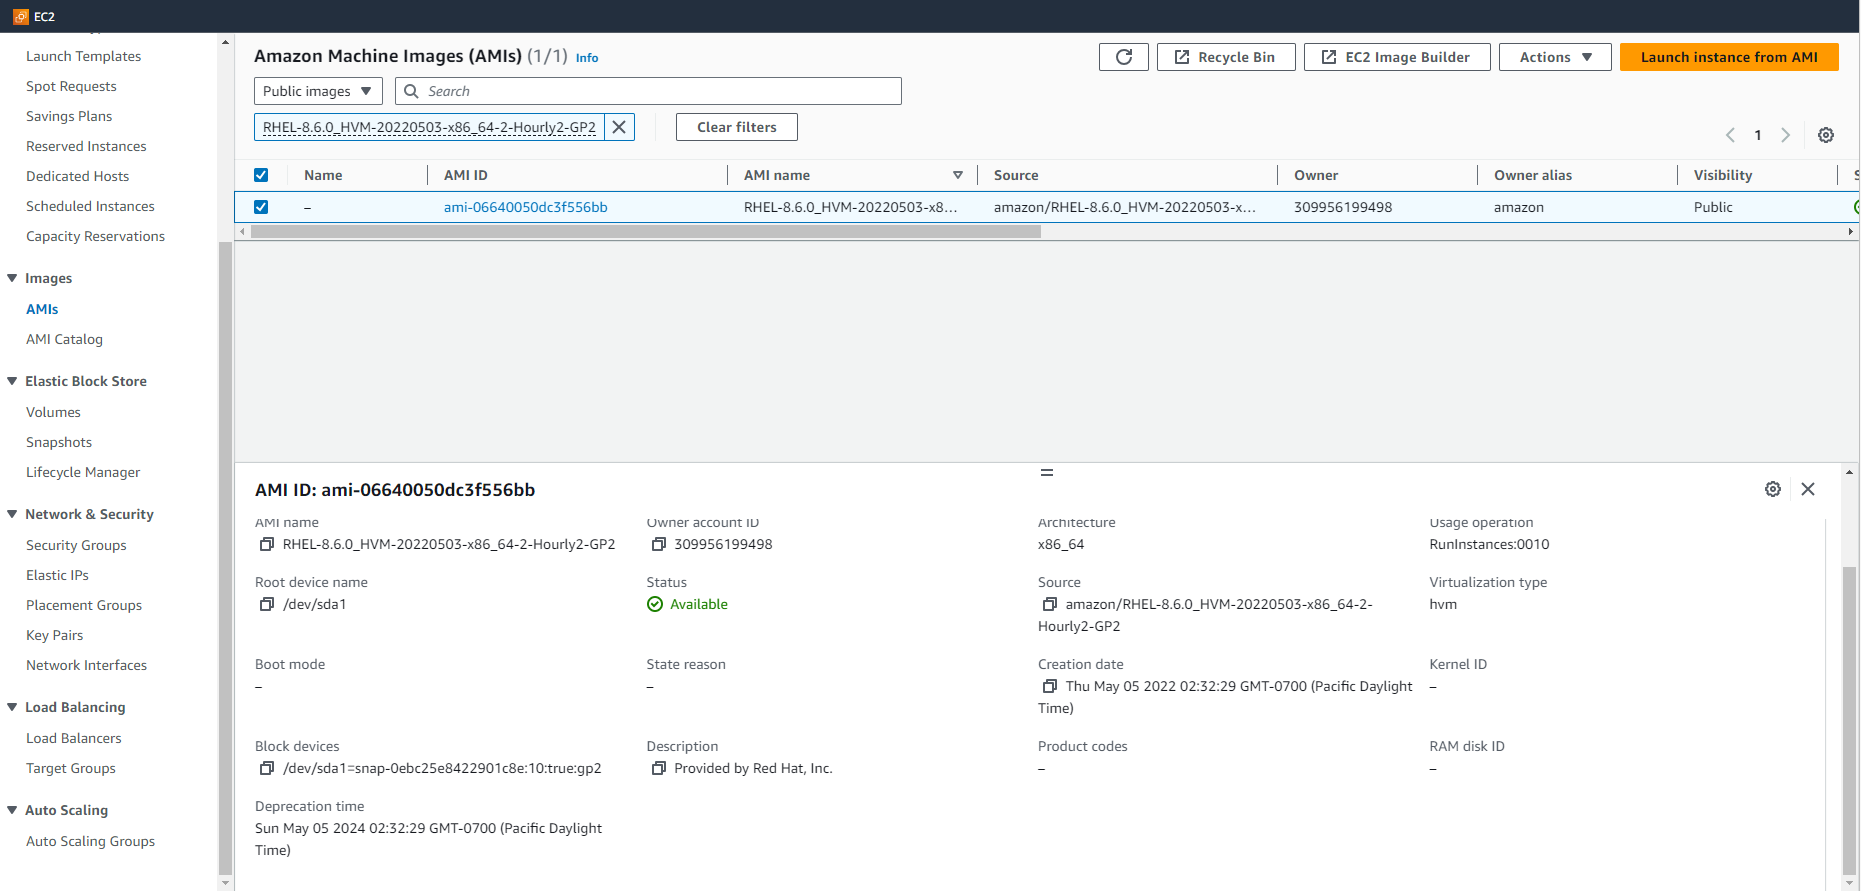 EC2
Launch Templates
Spot Requests
Savings Plans
Reserved Instances
Dedicated Hosts
Scheduled Instances
Capacity Reservations
Images
AMIs
AMI Catalog
Elastic Block Store
Volumes
Snapshots
Lifecycle Manager
Network & Security
Security Groups
Elastic IPs
Placement Groups
Key Pairs
Network Interfaces
Load Balancing
Load Balancers
Target Groups
Auto Scaling
Auto Scaling Groups
Amazon Machine Images (AMIs) (1/1) Info
Recycle Bin
EC2 Image Builder
Actions
Launch instance from AMI
Public images
Search
RHEL-8.6.0_HVM-20220503-x86_64-2-Hourly2-GP2
Clear filters
1
Name AMI ID AMI name Source Owner Owner alias Visibility S
– ami-06640050dc3f556bb RHEL-8.6.0_HVM-20220503-x8... amazon/RHEL-8.6.0_HVM-20220503-x... 309956199498 amazon Public
AMI ID: ami-06640050dc3f556bb
AMI name Owner account ID Architecture Usage operation
RHEL-8.6.0_HVM-20220503-x86_64-2-Hourly2-GP2 309956199498 x86_64 RunInstances:0010
Root device name Status Source Virtualization type
/dev/sda1 Available amazon/RHEL-8.6.0_HVM-20220503-x86_64-2- hvm
Hourly2-GP2
Boot mode State reason Creation date Kernel ID
– – Thu May 05 2022 02:32:29 GMT-0700 (Pacific Daylight –
Time)
Block devices Description Product codes RAM disk ID
/dev/sda1=snap-0ebc25e8422901c8e:10:true:gp2 Provided by Red Hat, Inc. – –
Deprecation time
Sun May 05 2024 02:32:29 GMT-0700 (Pacific Daylight
Time)